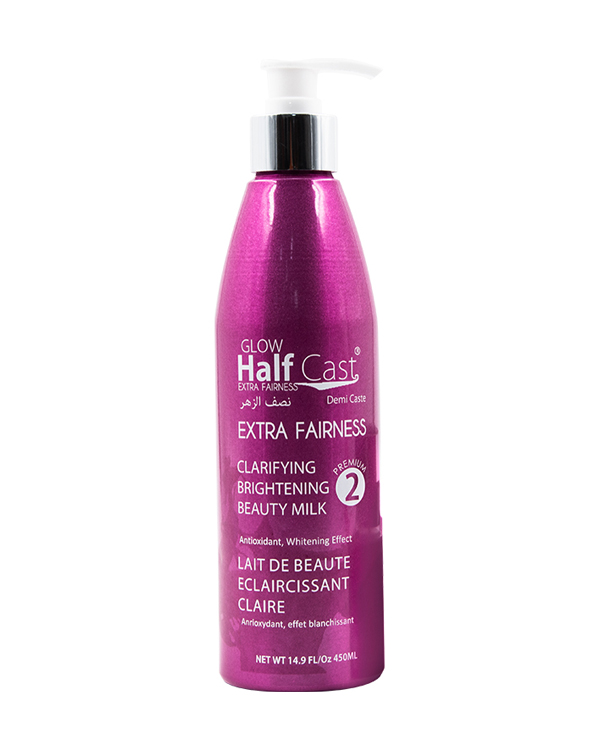 GLOW
Half Cast®
EXTRA FAIRNESS
نصف الزهر
Demi Caste
EXTRA FAIRNESS
CLARIFYING
BRIGHTENING
BEAUTY MILK
PREMIUM
2
Antioxidant, Whitening Effect
LAIT DE BEAUTE
ECLAIRCISSANT
CLAIRE
Anrioxydant, effet blanchissant
NET WT 14.9 FL/Oz 450ML